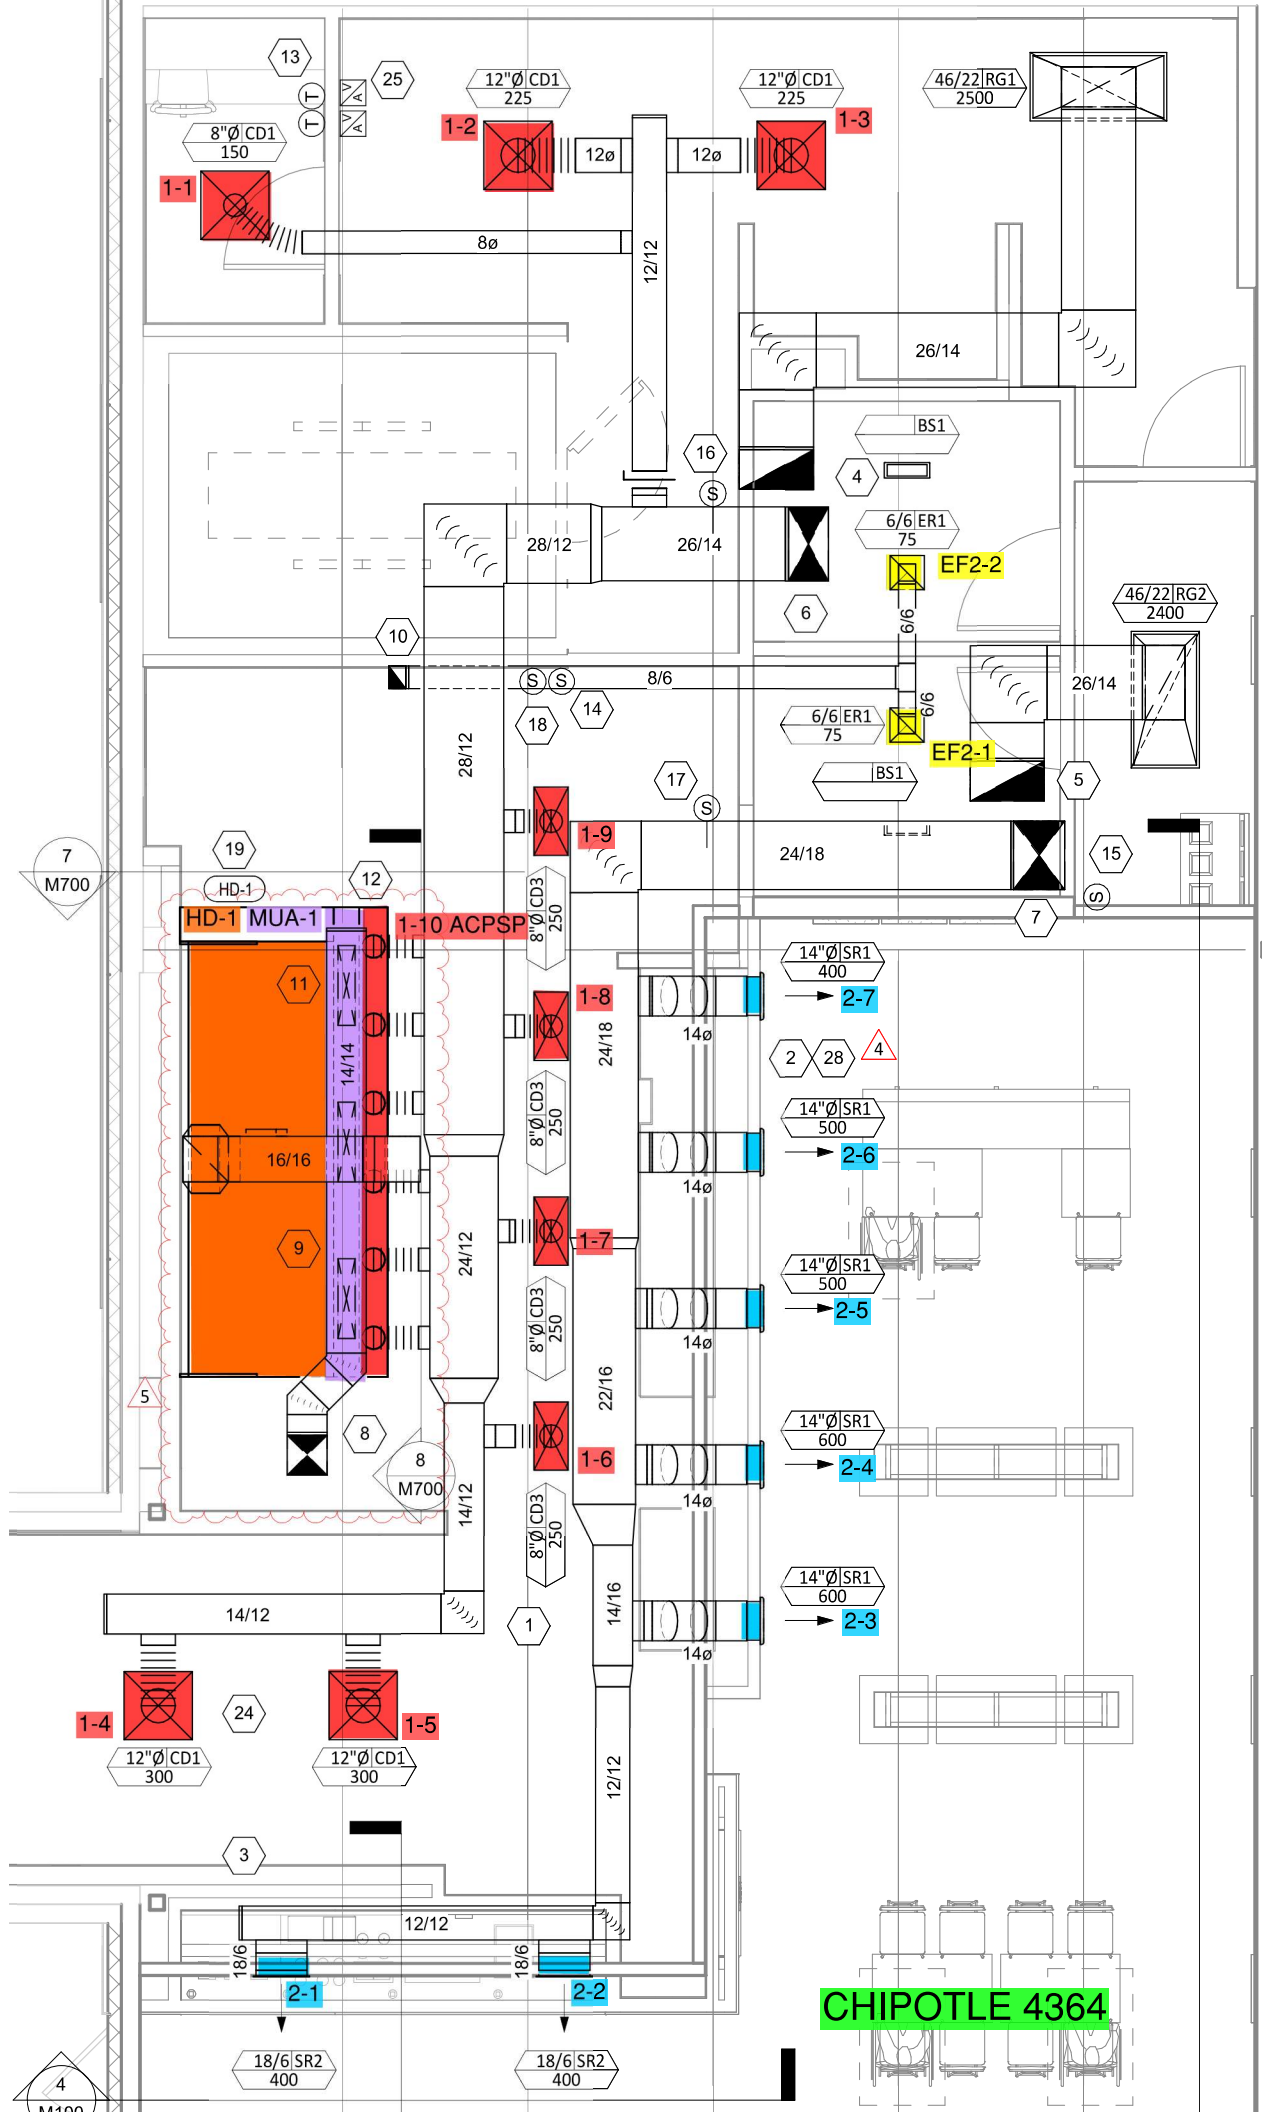 13
25
T
T
V
A
V
A
8"Ø CD1
150
1-1
12"Ø CD1
225
1-2
12ø
12ø
12"Ø CD1
225
1-3
46/22 RG1
2500
8ø
12/12
26/14
BS1
4
16
S
6/6 ER1
75
EF2-2
28/12
26/14
6
6/6
46/22 RG2
2400
10
S
S
8/6
18
14
26/14
6/6
6/6 ER1
75
EF2-1
BS1
5
28/12
17
S
1-9
24/18
15
S
7
7
M700
19
HD-1
12
HD-1
MUA-1
1-10 ACPSP
8"Ø CD3
250
11
14/14
1-8
24/18
14"Ø SR1
400
2-7
14ø
2
28
4
8"Ø CD3
250
14"Ø SR1
500
2-6
14ø
16/16
9
24/12
1-7
14"Ø SR1
500
2-5
14ø
8"Ø CD3
250
5
22/16
8
8
M700
1-6
14"Ø SR1
600
2-4
14ø
14/12
8"Ø CD3
250
14/12
1
14/16
14"Ø SR1
600
2-3
14ø
1-4
24
1-5
12"Ø CD1
300
12"Ø CD1
300
12/12
3
12/12
18/6
18/6
2-1
2-2
CHIPOTLE 4364
18/6 SR2
400
18/6 SR2
400
4
M100